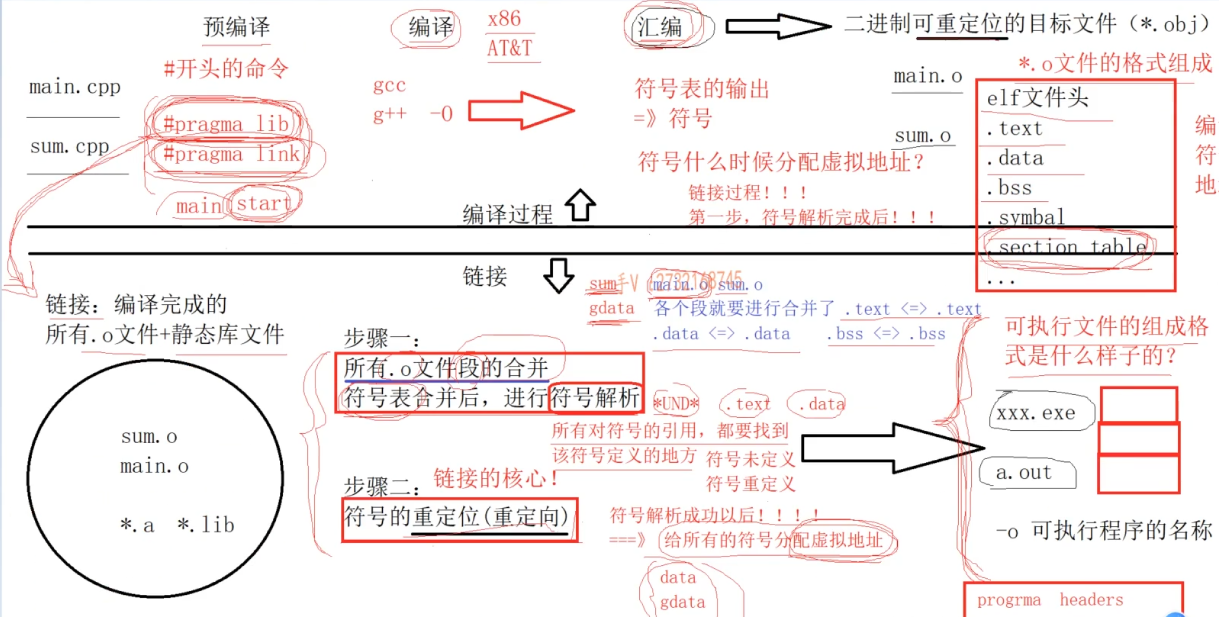 预编译
编译
x86
AT&T
汇编
二进制可重定位的目标文件（*.obj）
#开头的命令
main.cpp
#pragma lib
sum.cpp
#pragma link
main start
gcc
g++ -O
符号表的输出
=》符号
符号什么时候分配虚拟地址？
链接过程！！！
第一步，符号解析完成后！！！
main.o
sum.o
*.o文件的格式组成
elf文件头
.text
.data
.bss
.symbal
.section table
...
编
符
地
编译过程
链接
链接：编译完成的
所有.o文件+静态库文件
sum.o
main.o
*.a *.lib
sum
gdata
main.o sum.o
各个段就要进行合并了 .text <=> .text
.data <=> .data .bss <=> .bss
步骤一：
所有.o文件段的合并
符号表合并后，进行符号解析
*UND* .text .data
所有对符号的引用，都要找到
该符号定义的地方
符号未定义
符号重定义
链接的核心！
步骤二：
符号的重定位(重定向)
符号解析成功以后！！！！
===》 给所有的符号分配虚拟地址
data
gdata
可执行文件的组成格
式是什么样子的？
xxx.exe
a.out
-o 可执行程序的名称
progrma headers